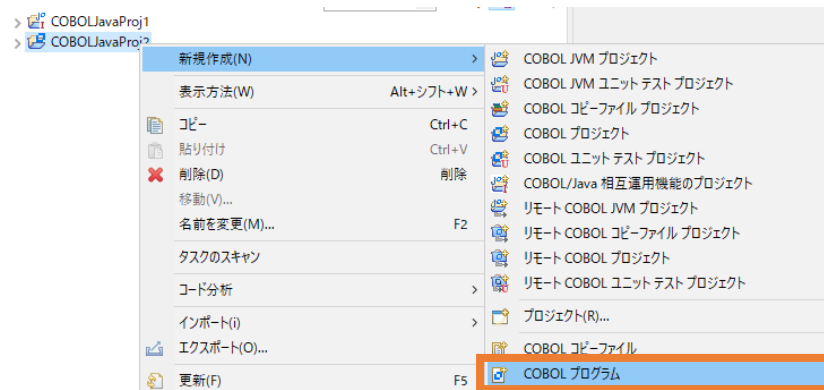 COBOLJavaProj1
COBOLJavaProj2
新規作成(N)
表示方法(W) Alt+シフト+W
コピー Ctrl+C
貼り付け Ctrl+V
削除(D) 削除
移動(V)...
名前を変更(M)... F2
タスクのスキャン
コード分析
インポート(i)
エクスポート(O)...
更新(F) F5
COBOL JVM プロジェクト
COBOL JVM ユニット テスト プロジェクト
COBOL コピーファイル プロジェクト
COBOL プロジェクト
COBOL ユニット テスト プロジェクト
COBOL/Java 相互運用機能のプロジェクト
リモート COBOL JVM プロジェクト
リモート COBOL コピーファイル プロジェクト
リモート COBOL プロジェクト
リモート COBOL ユニット テスト プロジェクト
プロジェクト(R)...
COBOL コピーファイル
COBOL プログラム